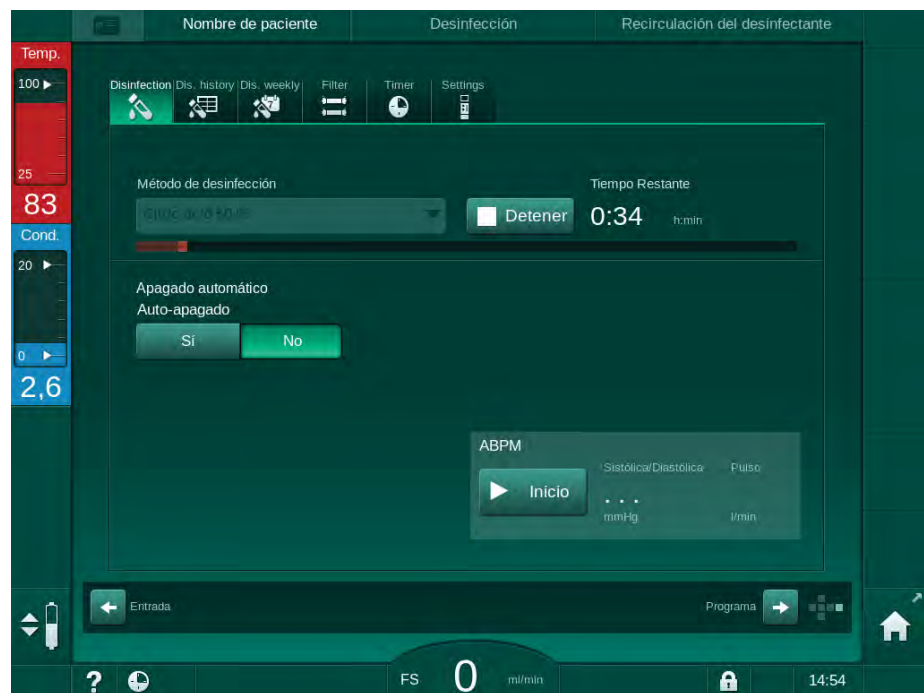 Nombre de paciente Desinfección Recirculación del desinfectante
Temp.
100
25
83
Cond.
20
0
2,6
Disinfection Dis. history Dis. weekly Filter Timer Settings
7
Método de desinfección
Tiempo Restante
50 %
Detener
0:34 h:min
Apagado automático
Auto-apagado
Sí No
ABPM
Sistólica/Diastólica Pulso
Inicio
. . .
mmHg l/min
Entrada
Programa
? FS 0 ml/min 14:54